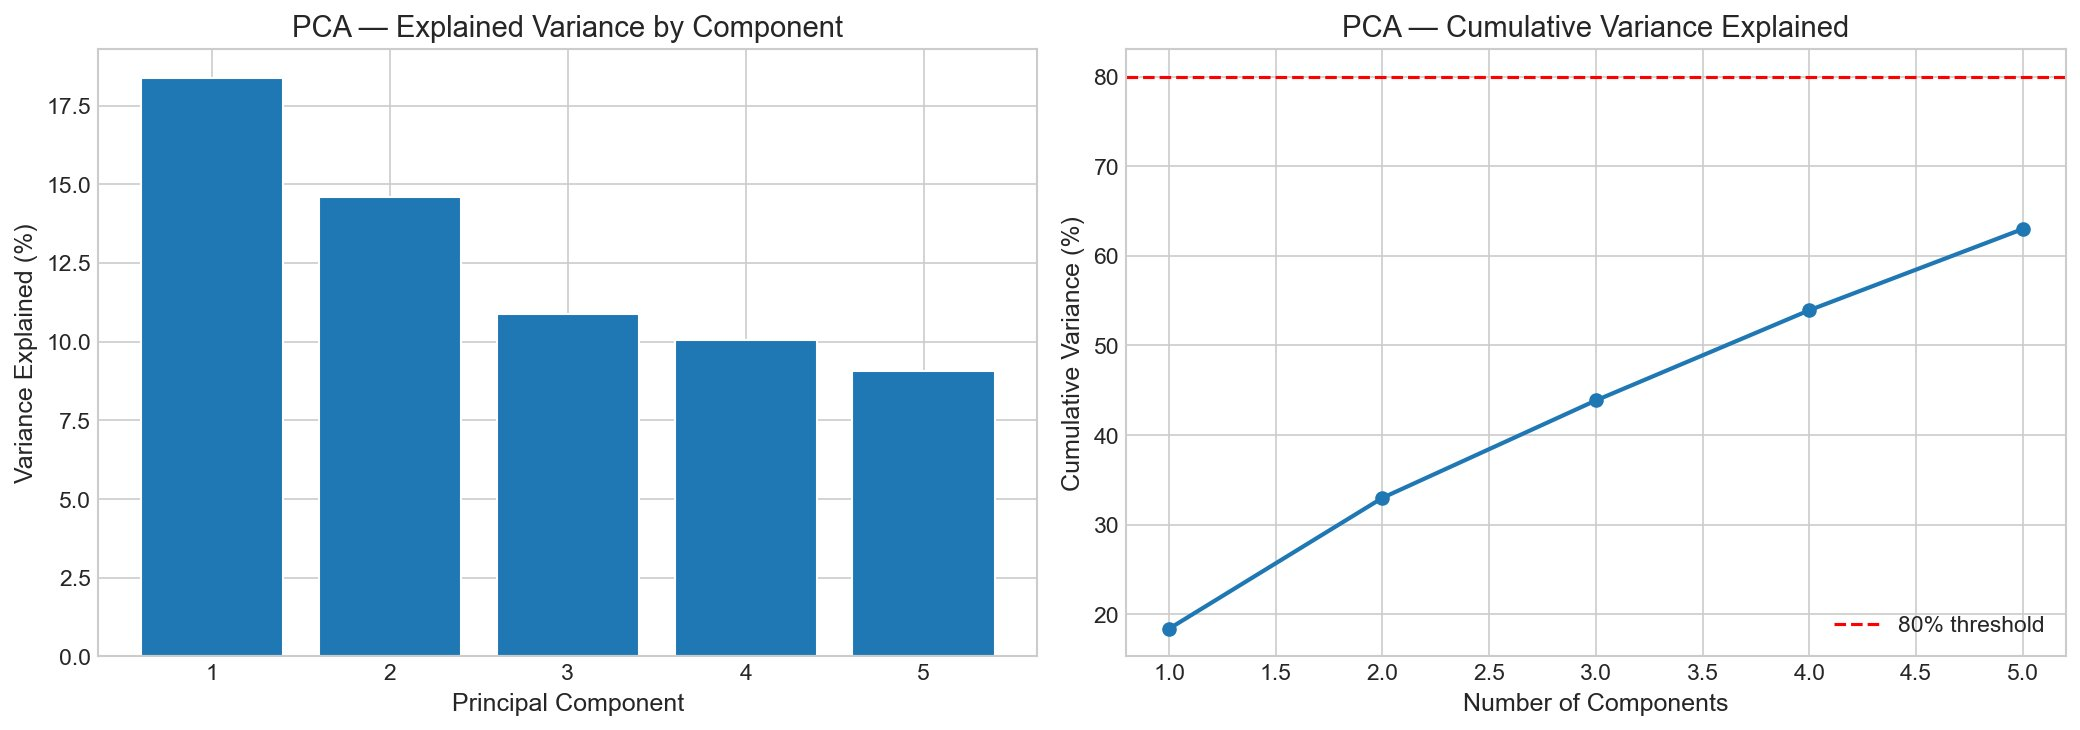 PCA — Explained Variance by Component
Variance Explained (%)
17.5
15.0
12.5
10.0
7.5
5.0
2.5
0.0
1 2 3 4 5
Principal Component
PCA — Cumulative Variance Explained
Cumulative Variance (%)
80
70
60
50
40
30
20
80% threshold
1.0 1.5 2.0 2.5 3.0 3.5 4.0 4.5 5.0
Number of Components